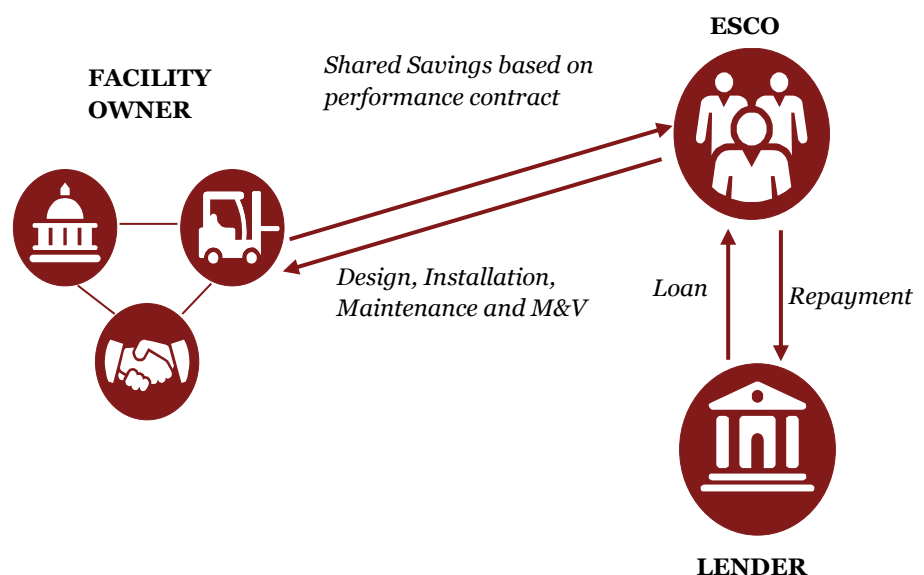 ESCO
FACILITY
OWNER
Shared Savings based on
performance contract
Design, Installation,
Maintenance and M&V
Loan
Repayment
LENDER